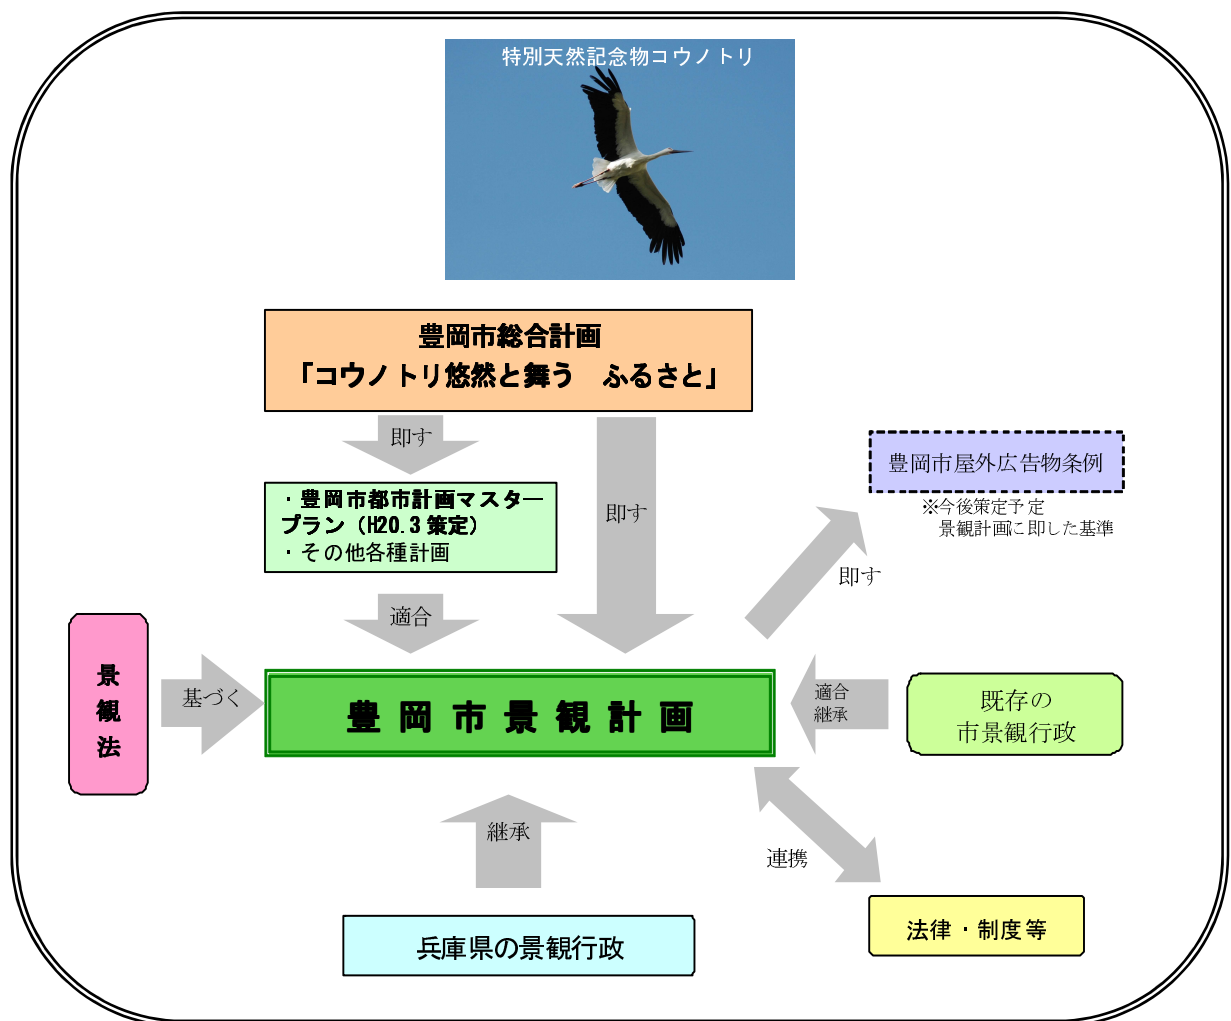 特別天然記念物コウノトリ
豊岡市総合計画
「コウノトリ悠然と舞う　ふるさと」
即す
即す
・豊岡市都市計画マスター
プラン（H20.3 策定）
・その他各種計画
豊岡市屋外広告物条例
※今後策定予定
景観計画に即した基準
即す
適合
景
観
法
基づく
豊岡市景観計画
適合
継承
既存の
市景観行政
継承
連携
兵庫県の景観行政
法律・制度等